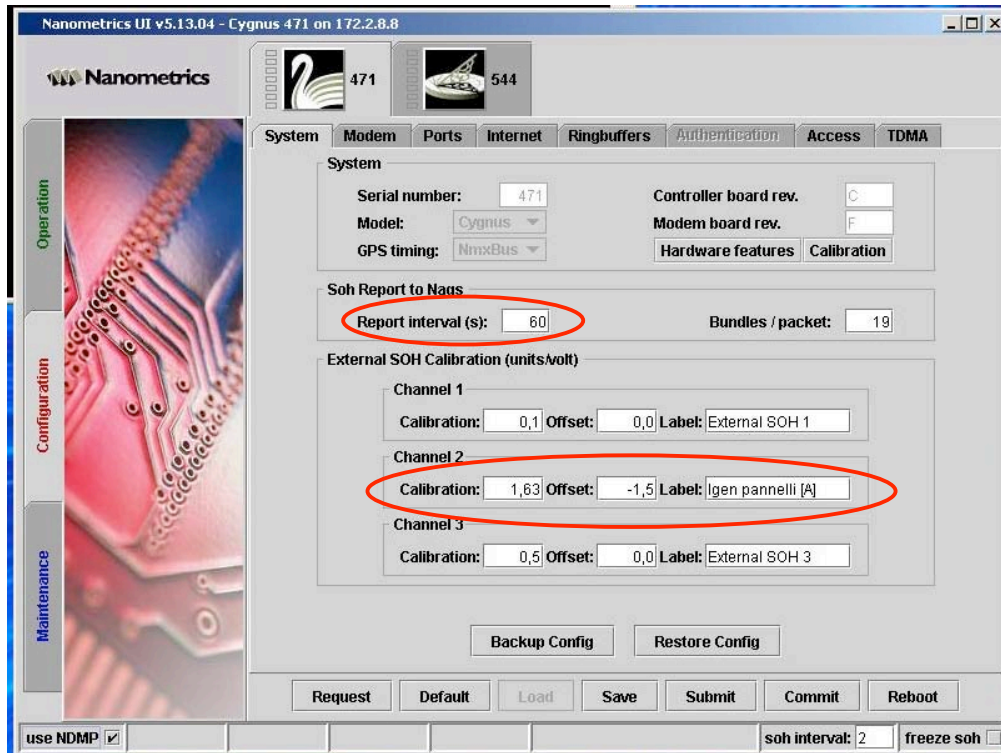 Nanometrics UI v5.13.04 - Cygnus 471 on 172.2.8.8
Nanometrics
471
544
Operation
Configuration
Maintenance
System Modem Ports Internet Ringbuffers Authentication Access TDMA
System
Serial number: 471 Controller board rev. C
Model: Cygnus Modem board rev. F
GPS timing: NmxBus Hardware features Calibration
Soh Report to Naqs
Report interval (s): 60 Bundles / packet: 19
External SOH Calibration (units/volt)
Channel 1
Calibration: 0,1 Offset: 0,0 Label: External SOH 1
Channel 2
Calibration: 1,63 Offset: -1,5 Label: Igen pannelli [A]
Channel 3
Calibration: 0,5 Offset: 0,0 Label: External SOH 3
Backup Config Restore Config
Request Default Load Save Submit Commit Reboot
use NDMP soh interval: 2 freeze soh